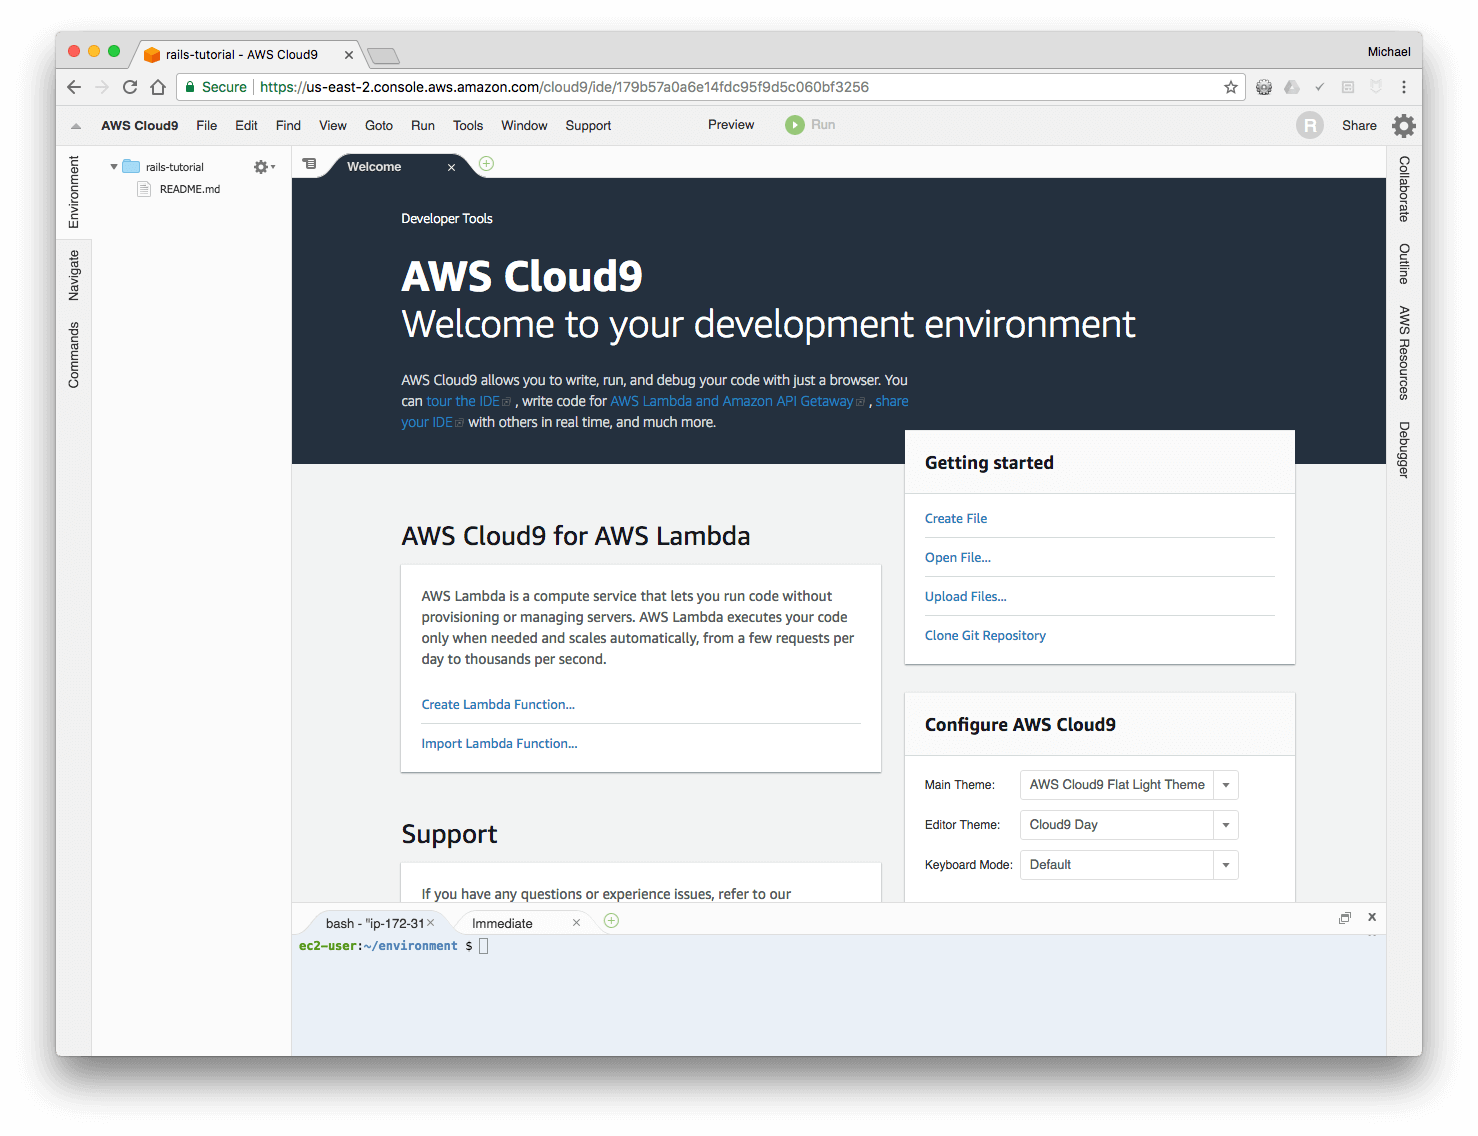 rails-tutorial - AWS Cloud9
Michael
Secure https://us-east-2.console.aws.amazon.com/cloud9/ide/179b57a0a6e14fdc95f9d5c060bf3256
AWS Cloud9 File Edit Find View Goto Run Tools Window Support Preview Run R Share
Environment
Navigate
Commands
rails-tutorial
README.md
Welcome
Developer Tools
AWS Cloud9
Welcome to your development environment
AWS Cloud9 allows you to write, run, and debug your code with just a browser. You
can tour the IDE , write code for AWS Lambda and Amazon API Getaway , share
your IDE with others in real time, and much more.
Getting started
Create File
Open File...
Upload Files...
Clone Git Repository
AWS Cloud9 for AWS Lambda
AWS Lambda is a compute service that lets you run code without
provisioning or managing servers. AWS Lambda executes your code
only when needed and scales automatically, from a few requests per
day to thousands per second.
Create Lambda Function...
Import Lambda Function...
Configure AWS Cloud9
Main Theme: AWS Cloud9 Flat Light Theme
Editor Theme: Cloud9 Day
Keyboard Mode: Default
Support
If you have any questions or experience issues, refer to our
bash - "ip-172-31
Immediate
ec2-user:~/environment $
Collaborate
Outline
AWS Resources
Debugger